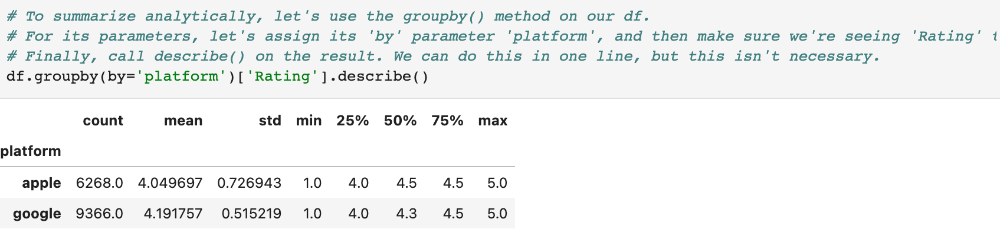 # To summarize analytically, let's use the groupby() method on our df.
# For its parameters, let's assign its 'by' parameter 'platform', and then make sure we're seeing 'Rating'
# Finally, call describe() on the result. We can do this in one line, but this isn't necessary.
df.groupby(by='platform')['Rating'].describe()
count mean std min 25% 50% 75% max
platform
apple 6268.0 4.049697 0.726943 1.0 4.0 4.5 4.5 5.0
google 9366.0 4.191757 0.515219 1.0 4.0 4.3 4.5 5.0